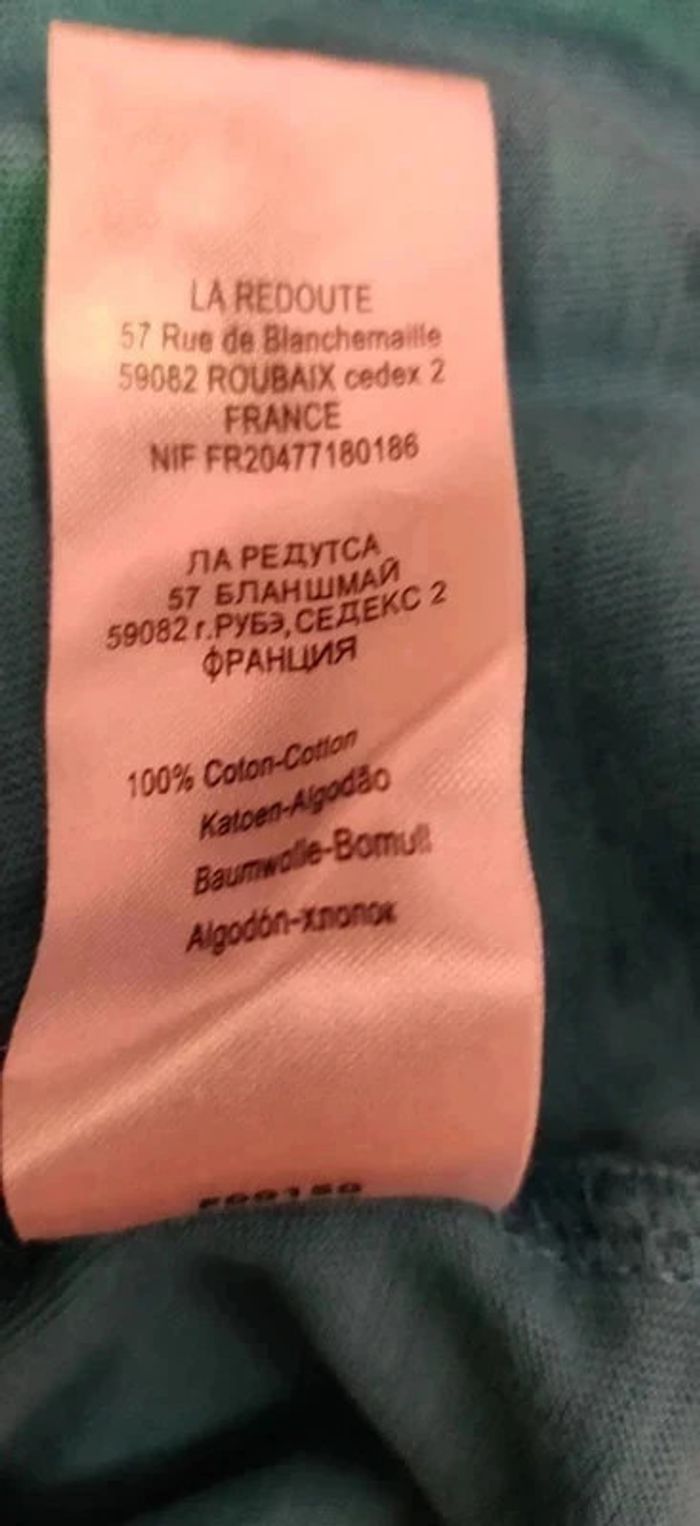 LA REDOUTE
57 Rue de Blanchemaille
59082 ROUBAIX cedex 2
FRANCE
NIF FR20477180186
ЛА РЕДУТСА
57 БЛАНШМАЙ
59082 г.РУБЭ,СЕДЕКС 2
ФРАНЦИЯ
100% Coton-Cotton
Katoen-Algodão
Baumwolle-Bomull
Algodón-хлопок